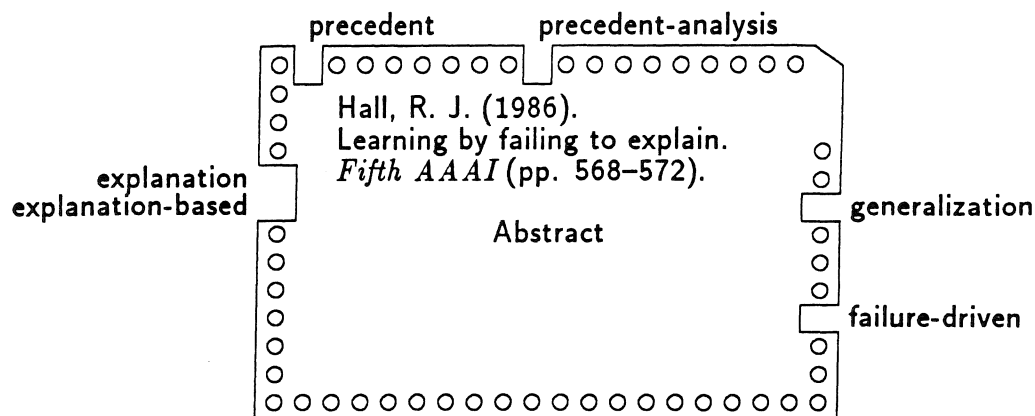 precedent precedent-analysis
Hall, R. J. (1986).
Learning by failing to explain.
Fifth AAAI (pp. 568–572).
explanation
explanation-based
generalization
Abstract
failure-driven